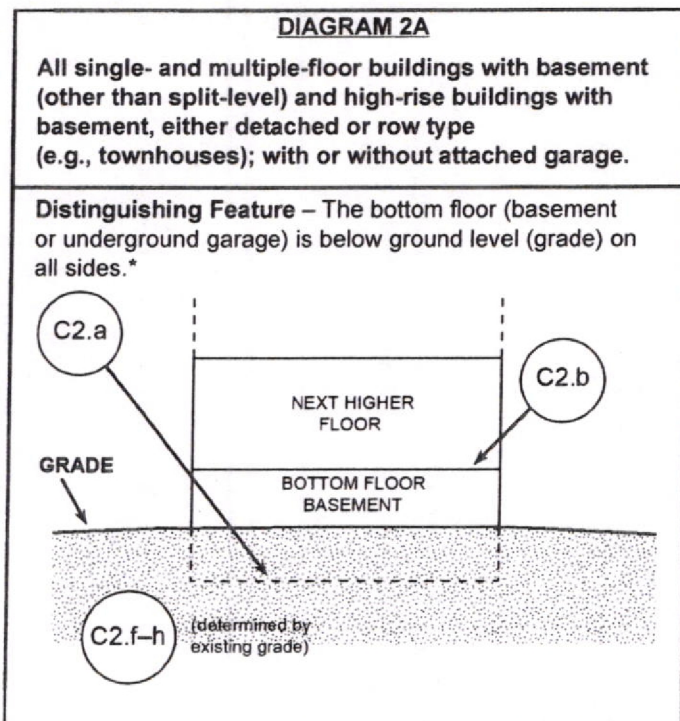 DIAGRAM 2A
All single- and multiple-floor buildings with basement
(other than split-level) and high-rise buildings with
basement, either detached or row type
(e.g., townhouses); with or without attached garage.
Distinguishing Feature – The bottom floor (basement
or underground garage) is below ground level (grade) on
all sides.*
C2.a
C2.b
NEXT HIGHER
FLOOR
GRADE
BOTTOM FLOOR
BASEMENT
C2.f–h
(determined by
existing grade)